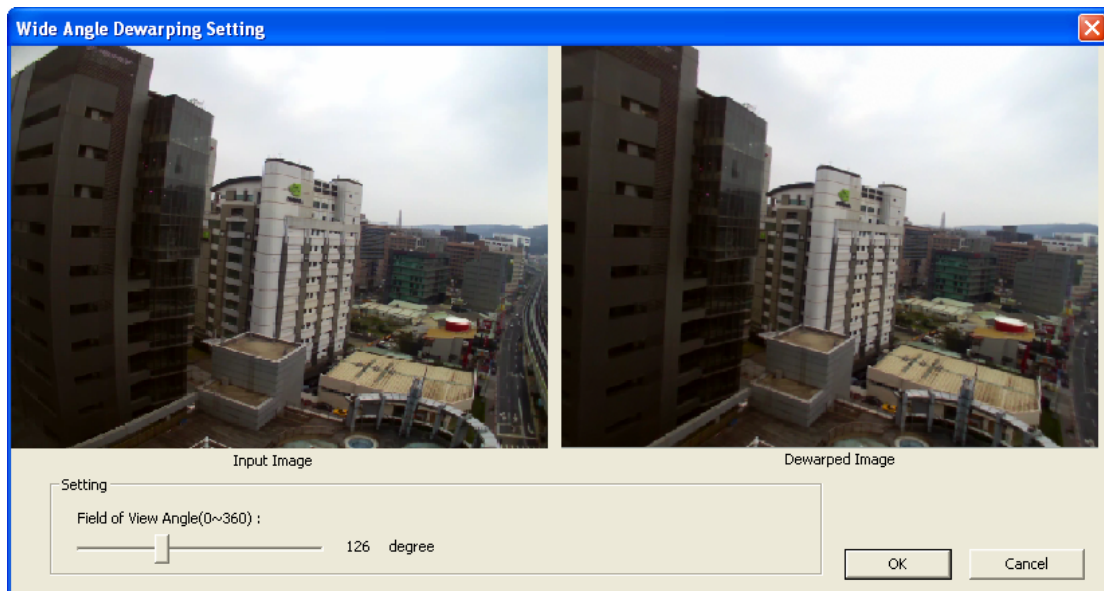 Wide Angle Dewarping Setting
Input Image
Dewarped Image
Setting
Field of View Angle(0~360) :
126 degree
OK
Cancel